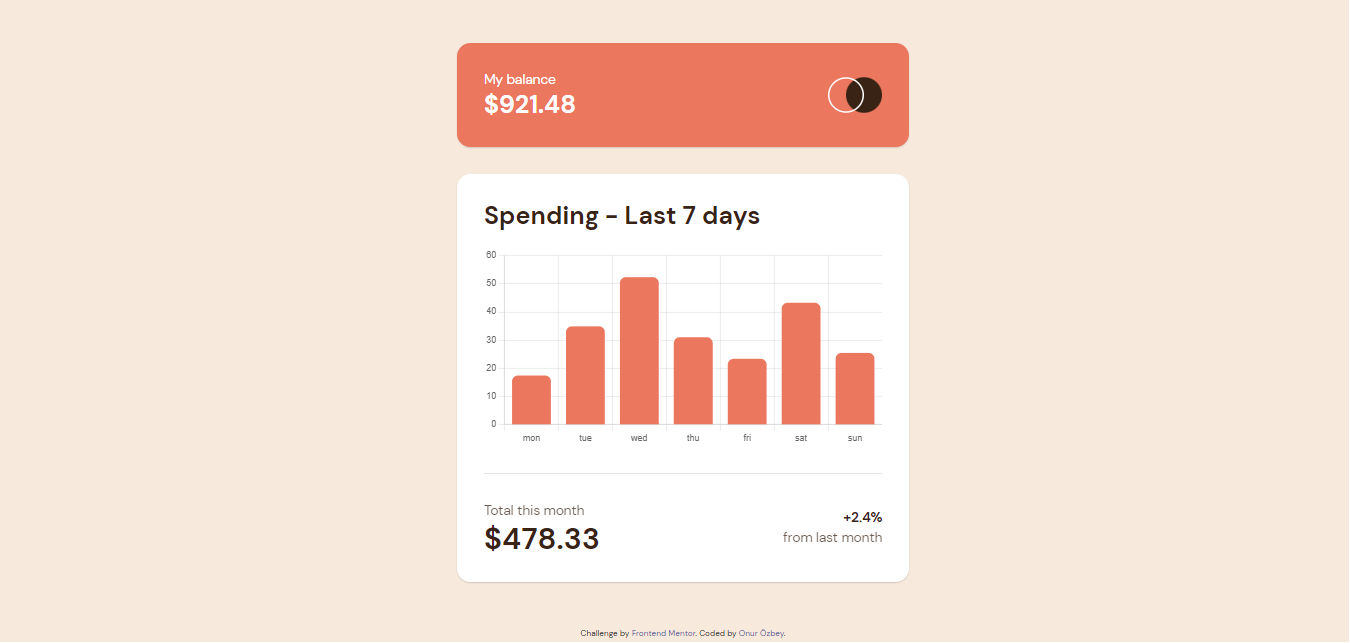 My balance
$921.48
Spending - Last 7 days
60
50
40
30
20
10
0
mon tue wed thu fri sat sun
Total this month
$478.33
+2.4%
from last month
Challenge by Frontend Mentor. Coded by Onur Özbey.